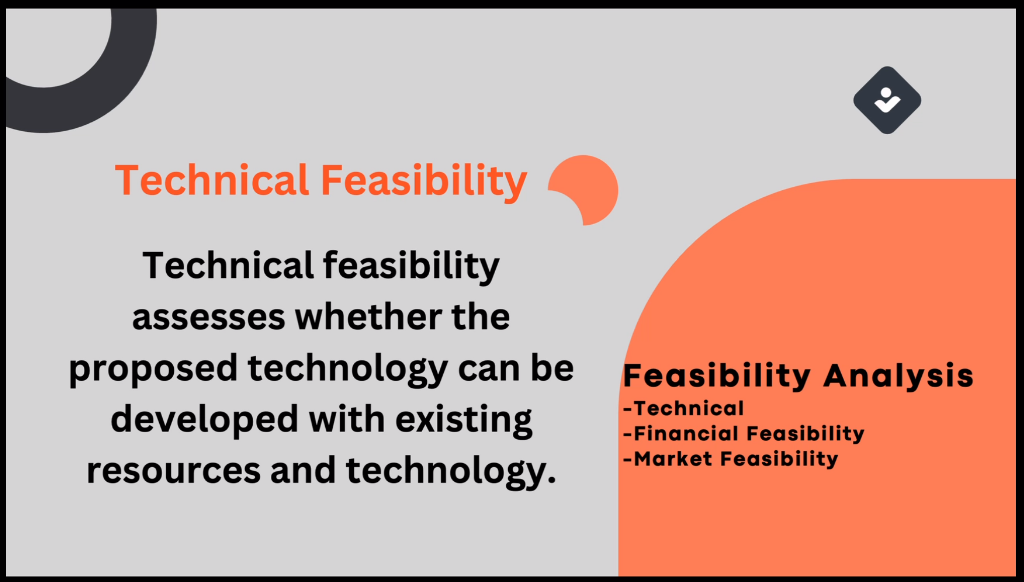 Technical Feasibility
Technical feasibility
assesses whether the
proposed technology can be
developed with existing
resources and technology.
Feasibility Analysis
-Technical
-Financial Feasibility
-Market Feasibility